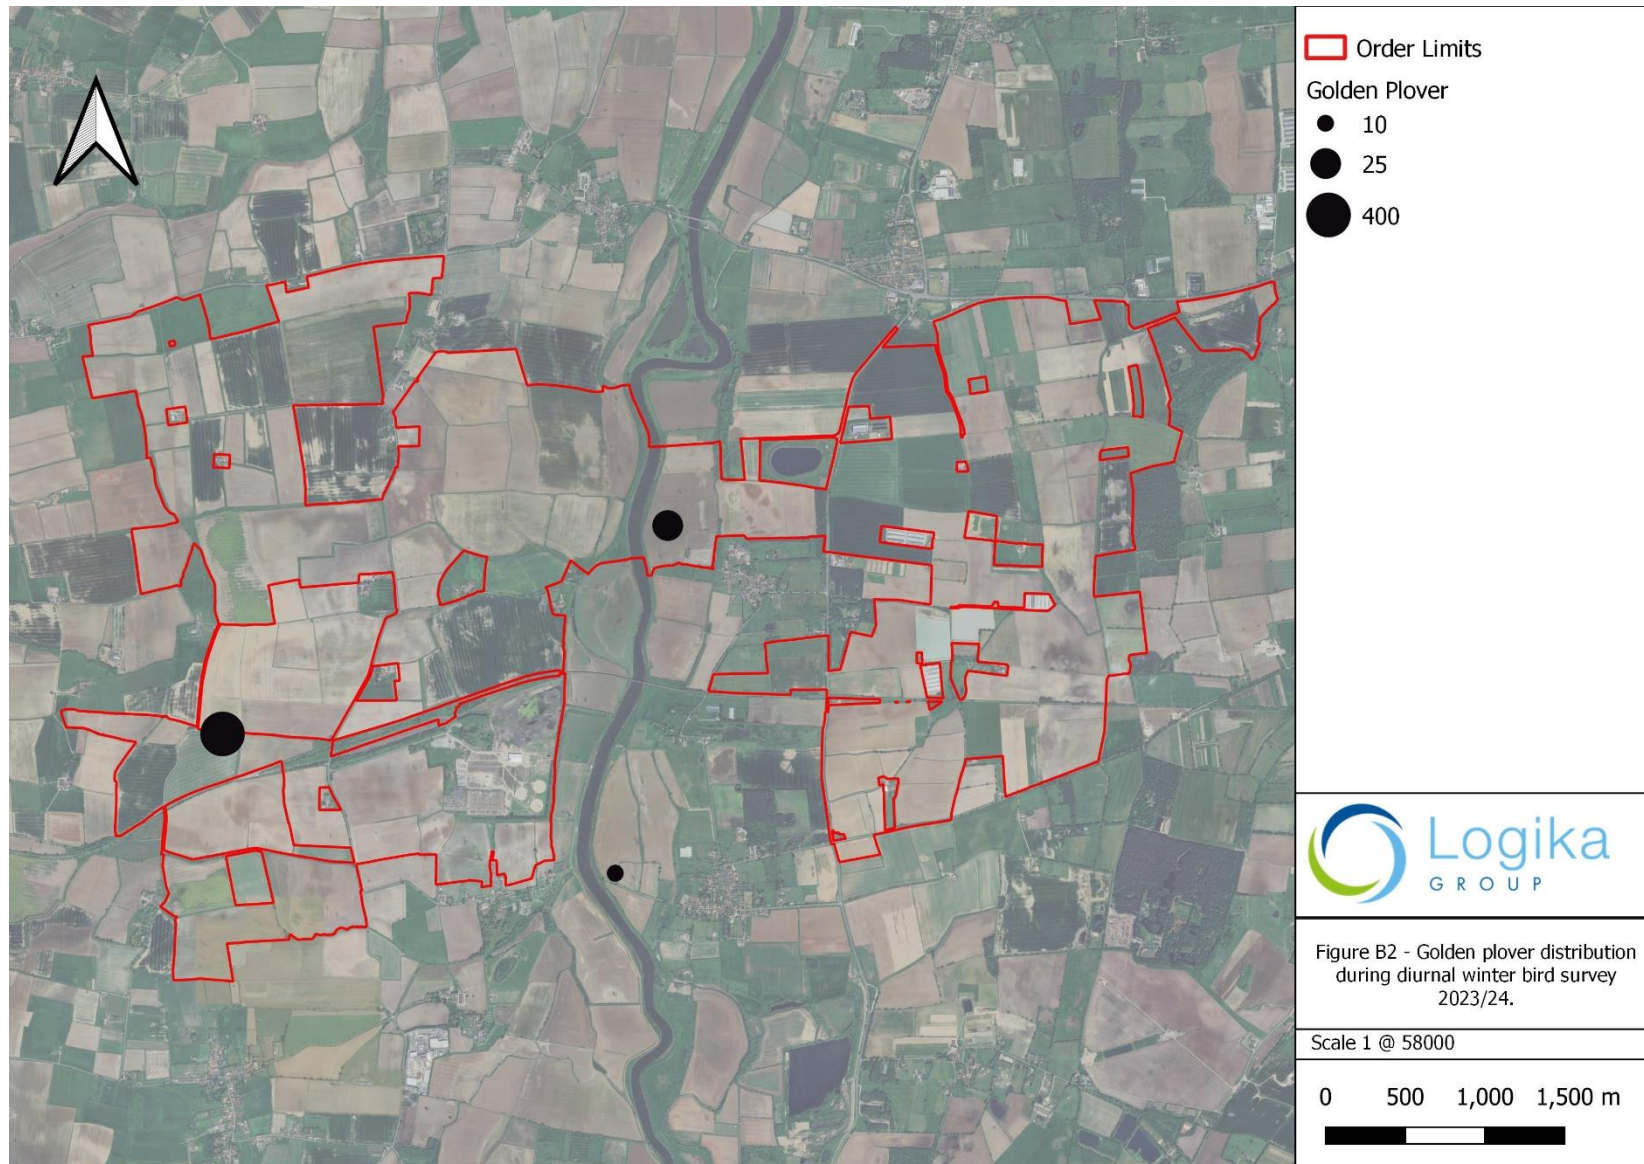 Order Limits
Golden Plover
10
25
400
Logika
GROUP
Figure B2 - Golden plover distribution
during diurnal winter bird survey
2023/24.
Scale 1 @ 58000
0 500 1,000 1,500 m